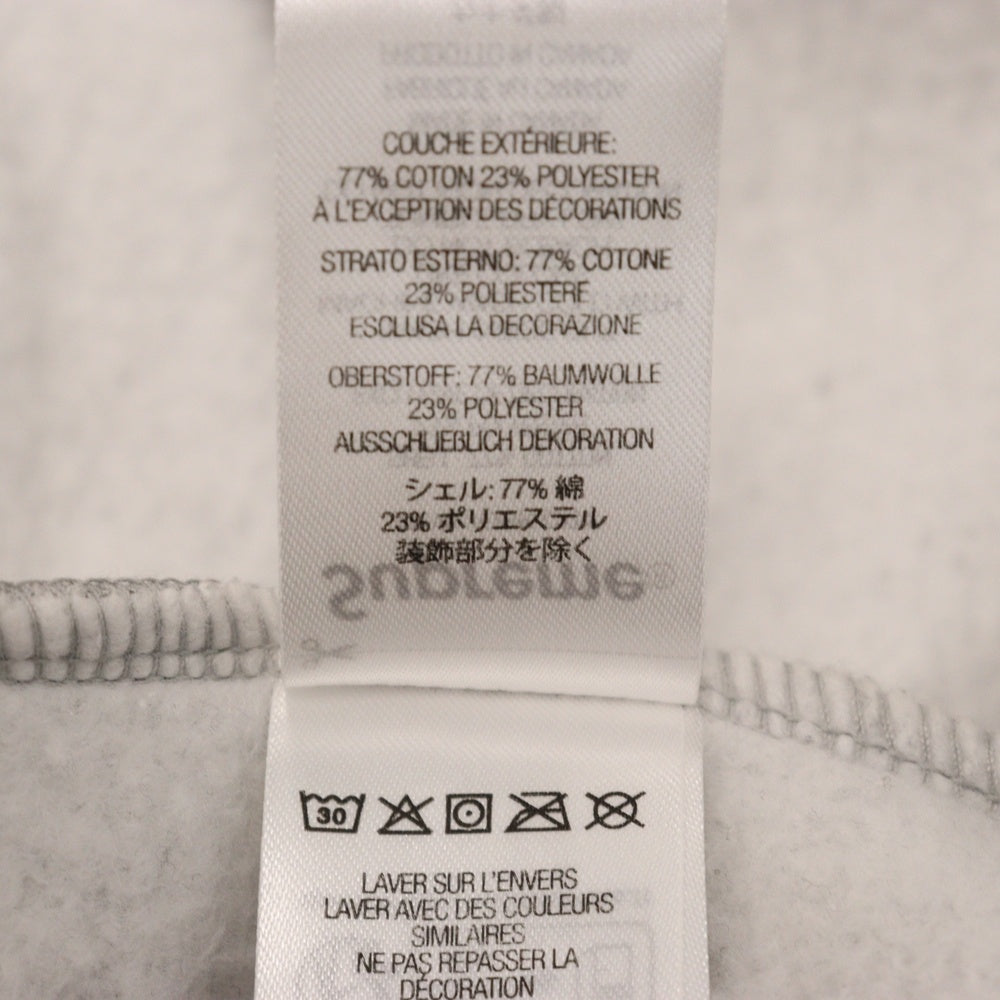 COUCHE EXTÉRIEURE:
77% COTON 23% POLYESTER
À L'EXCEPTION DES DÉCORATIONS
STRATO ESTERNO: 77% COTONE
23% POLIESTERE
ESCLUSA LA DECORAZIONE
OBERSTOFF: 77% BAUMWOLLE
23% POLYESTER
AUSSCHLIEßLICH DEKORATION
シェル: 77% 綿
23% ポリエステル
装飾部分を除く
Supreme®
30
LAVER SUR L'ENVERS
LAVER AVEC DES COULEURS
SIMILAIRES
NE PAS REPASSER LA
DÉCORATION